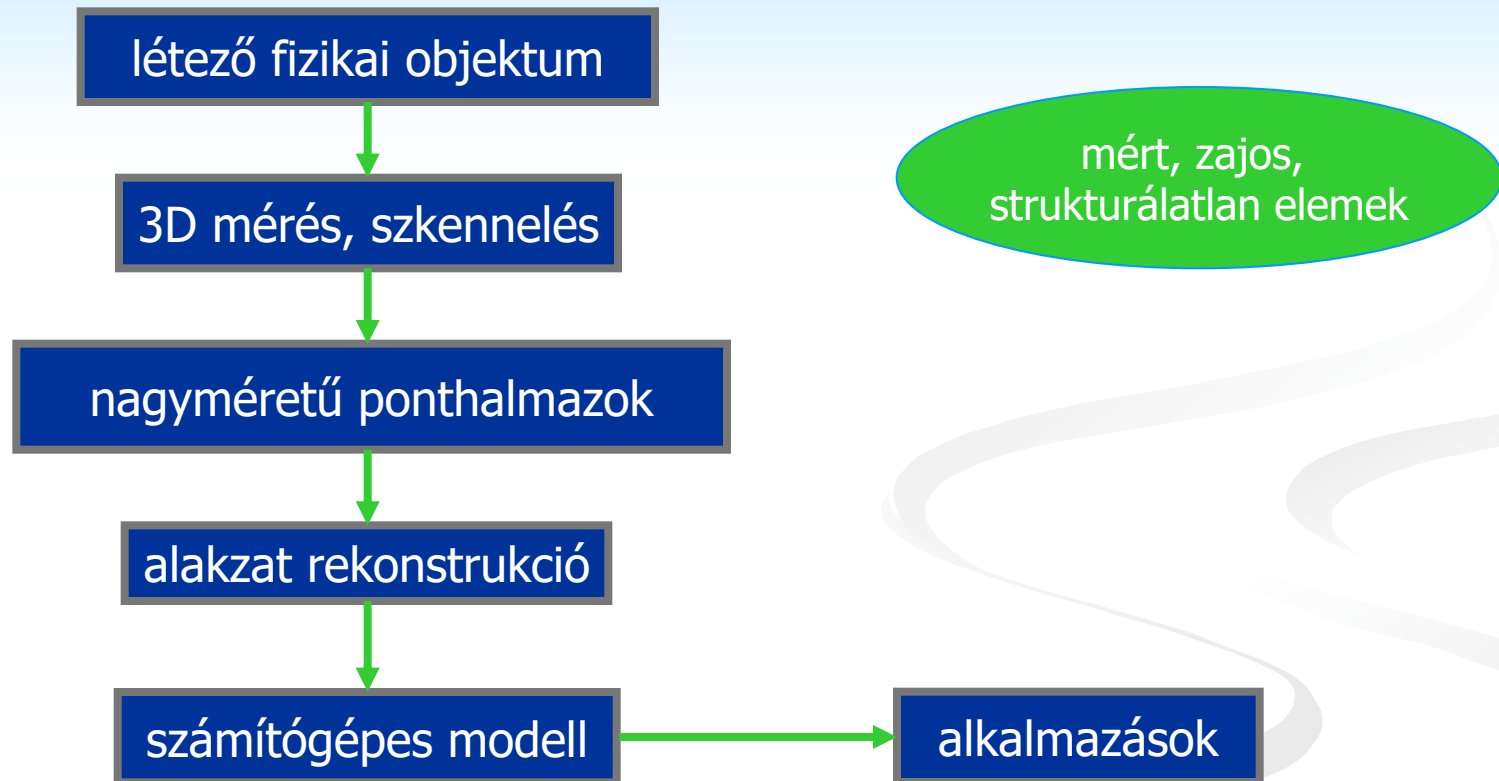 létező fizikai objektum
mért, zajos,
strukturálatlan elemek
3D mérés, szkennelés
nagyméretű ponthalmazok
alakzat rekonstrukció
számítógépes modell
alkalmazások